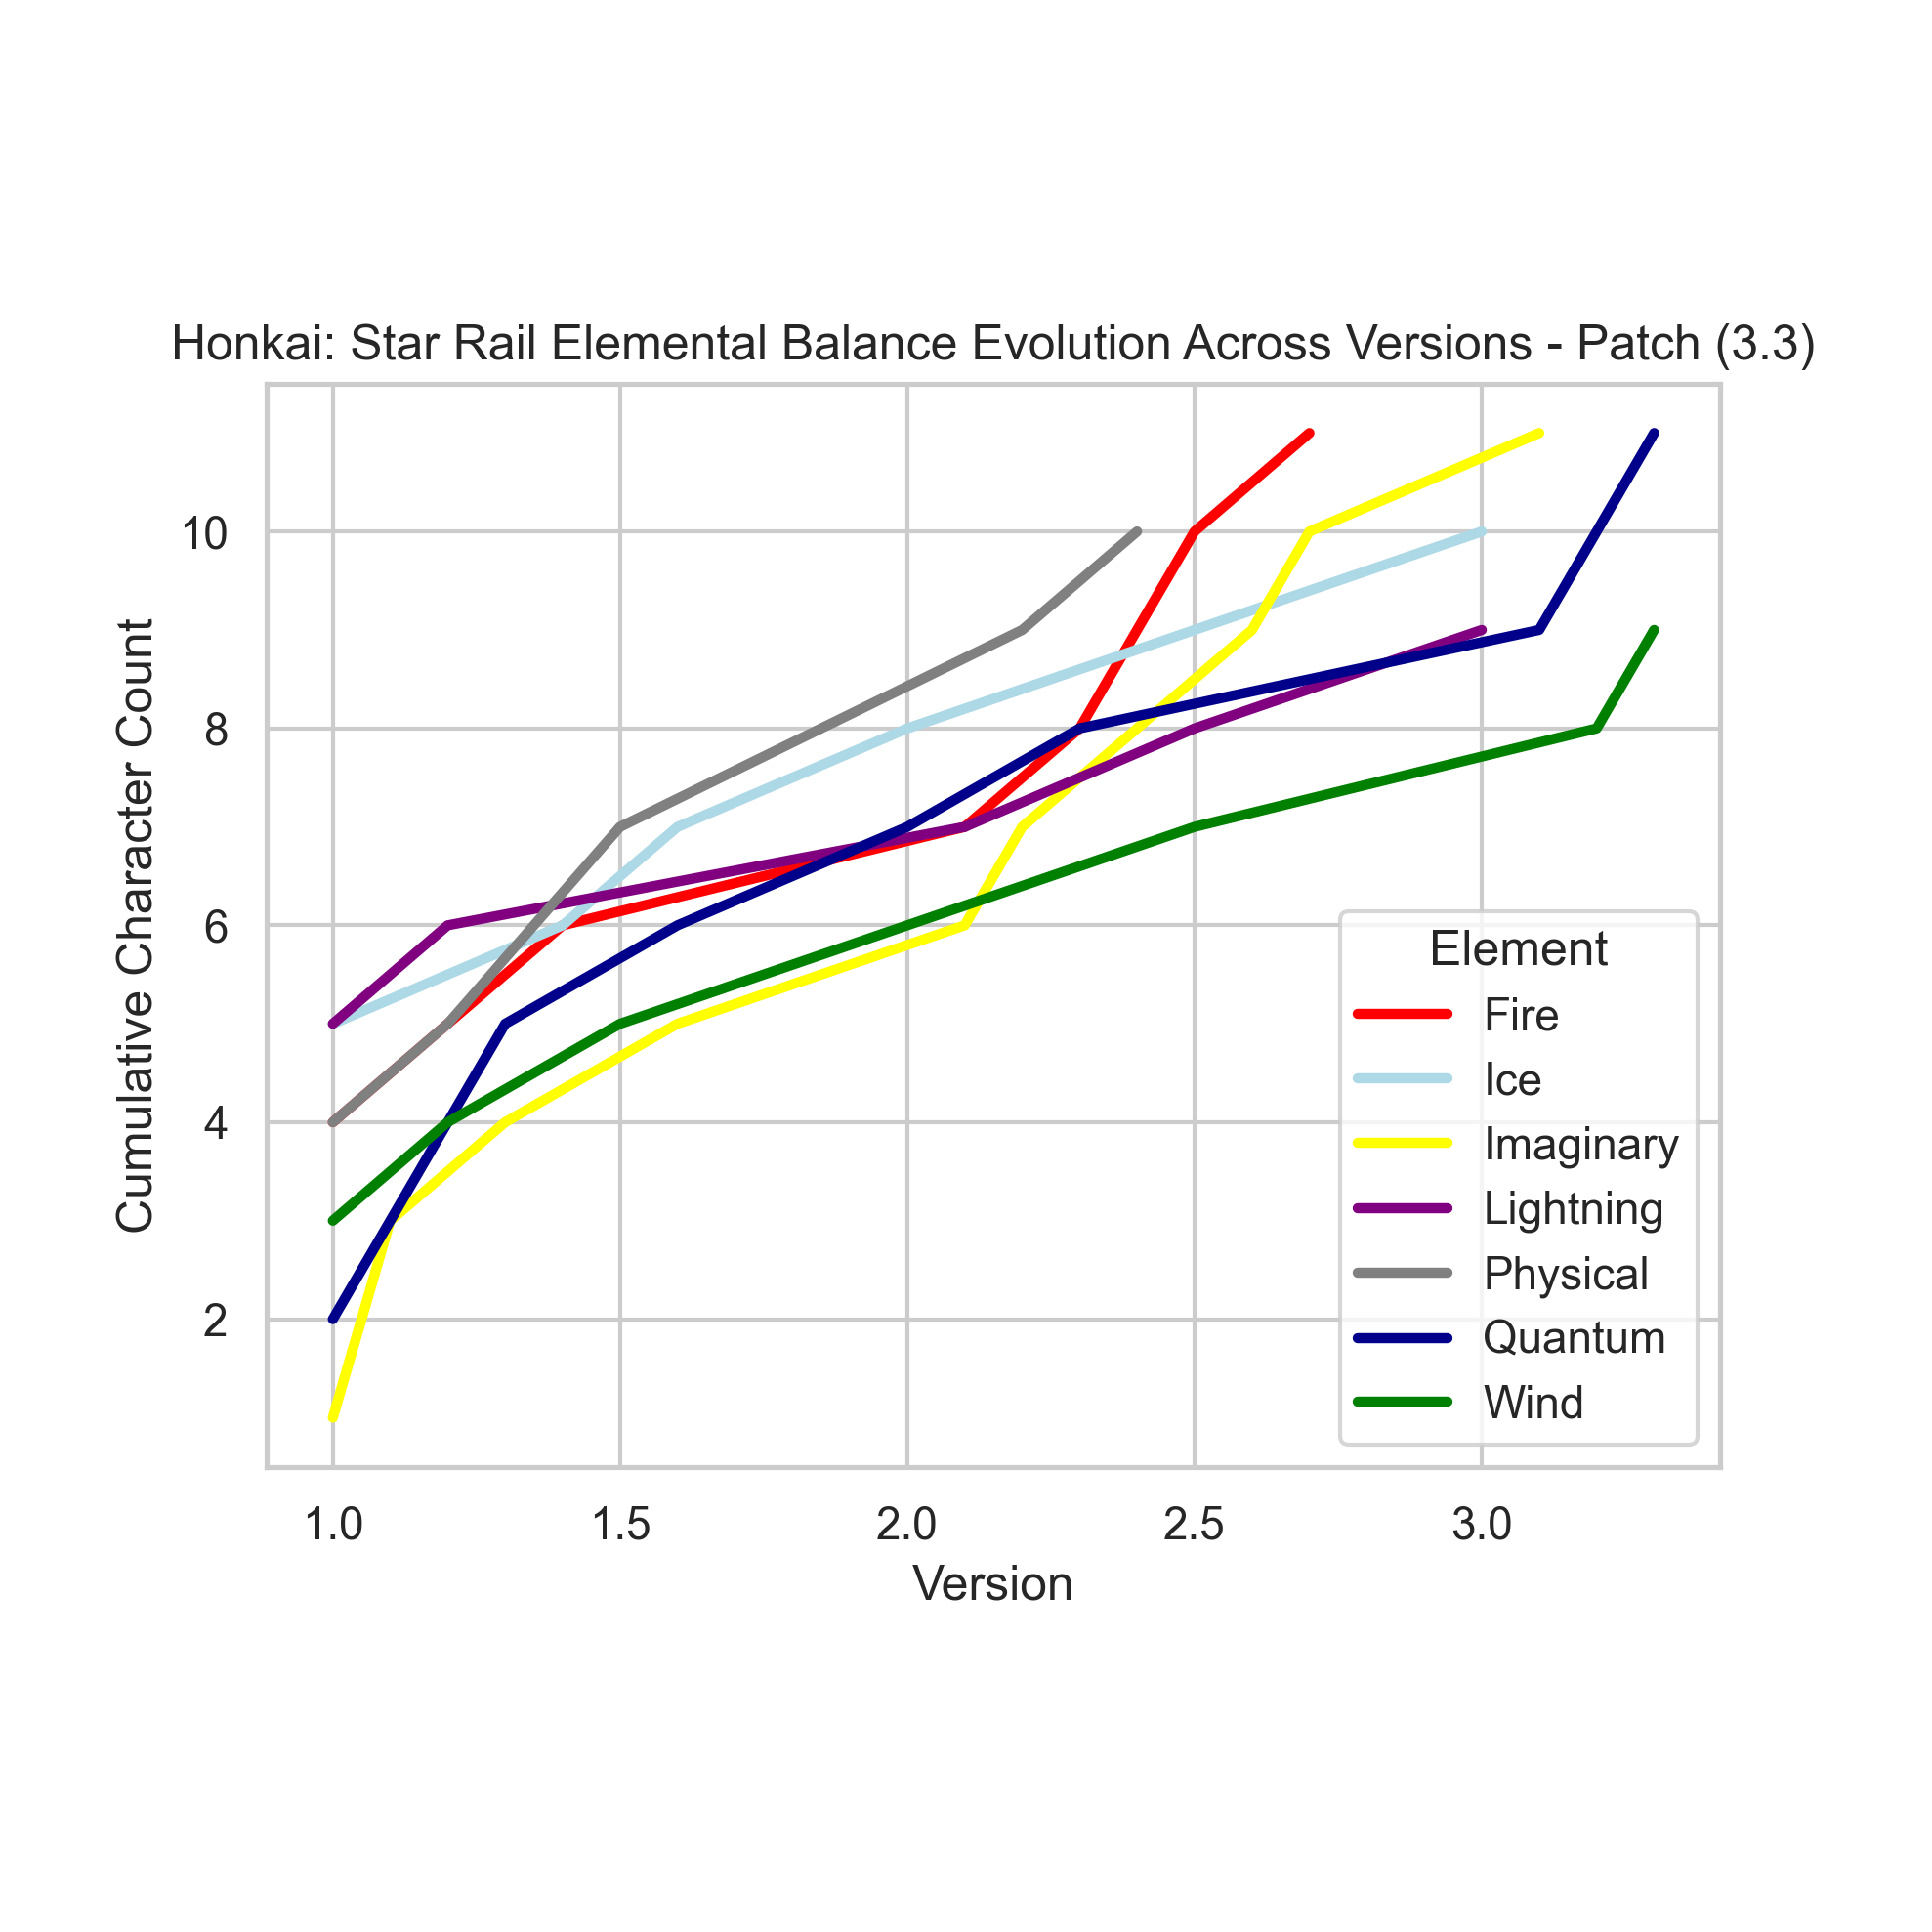 Honkai: Star Rail Elemental Balance Evolution Across Versions - Patch (3.3)
Cumulative Character Count
10
8
6
4
2
Element
Fire
Ice
Imaginary
Lightning
Physical
Quantum
Wind
1.0 1.5 2.0 2.5 3.0
Version